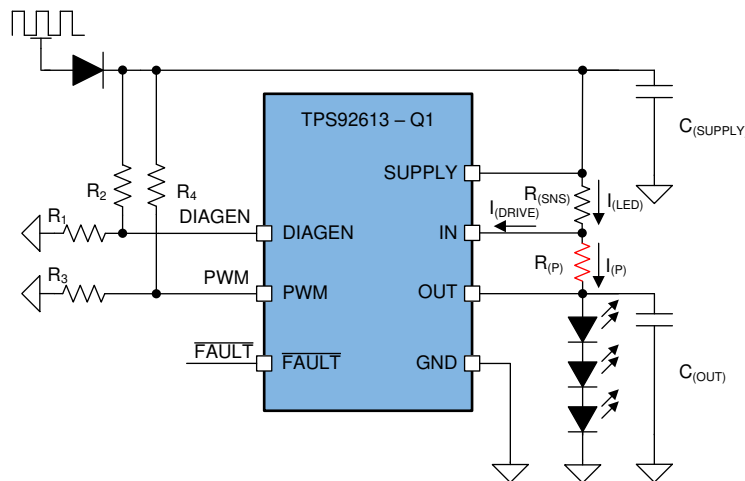 TPS92613 – Q1
C(SUPPLY)
SUPPLY
R2
R4
R(SNS)
I(LED)
I(DRIVE)
R1
DIAGEN
DIAGEN
IN
R(P)
I(P)
R3
PWM
PWM
OUT
FAULT
FAULT
GND
C(OUT)